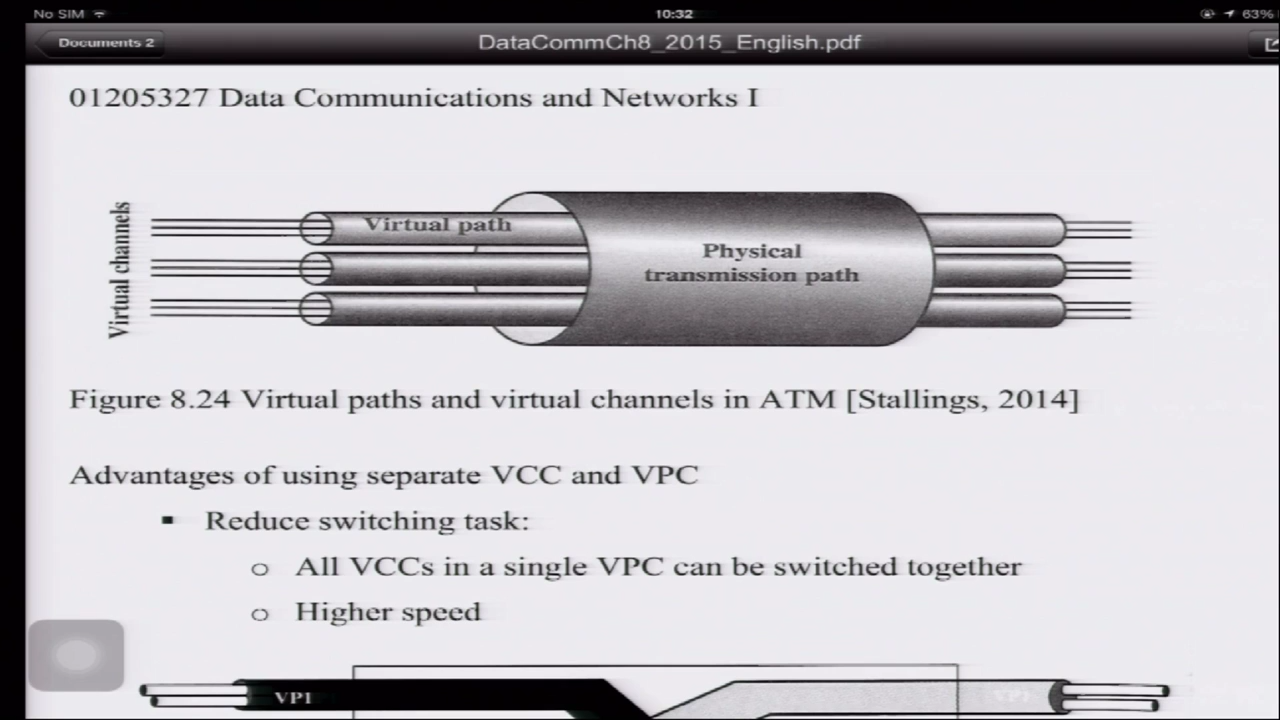 No SIM
10:32
63%
Documents 2
DataCommCh8_2015_English.pdf
01205327 Data Communications and Networks I
Virtual channels
Virtual path
Physical
transmission path
Figure 8.24 Virtual paths and virtual channels in ATM [Stallings, 2014]
Advantages of using separate VCC and VPC
▪ Reduce switching task:
o All VCCs in a single VPC can be switched together
o Higher speed
VP1